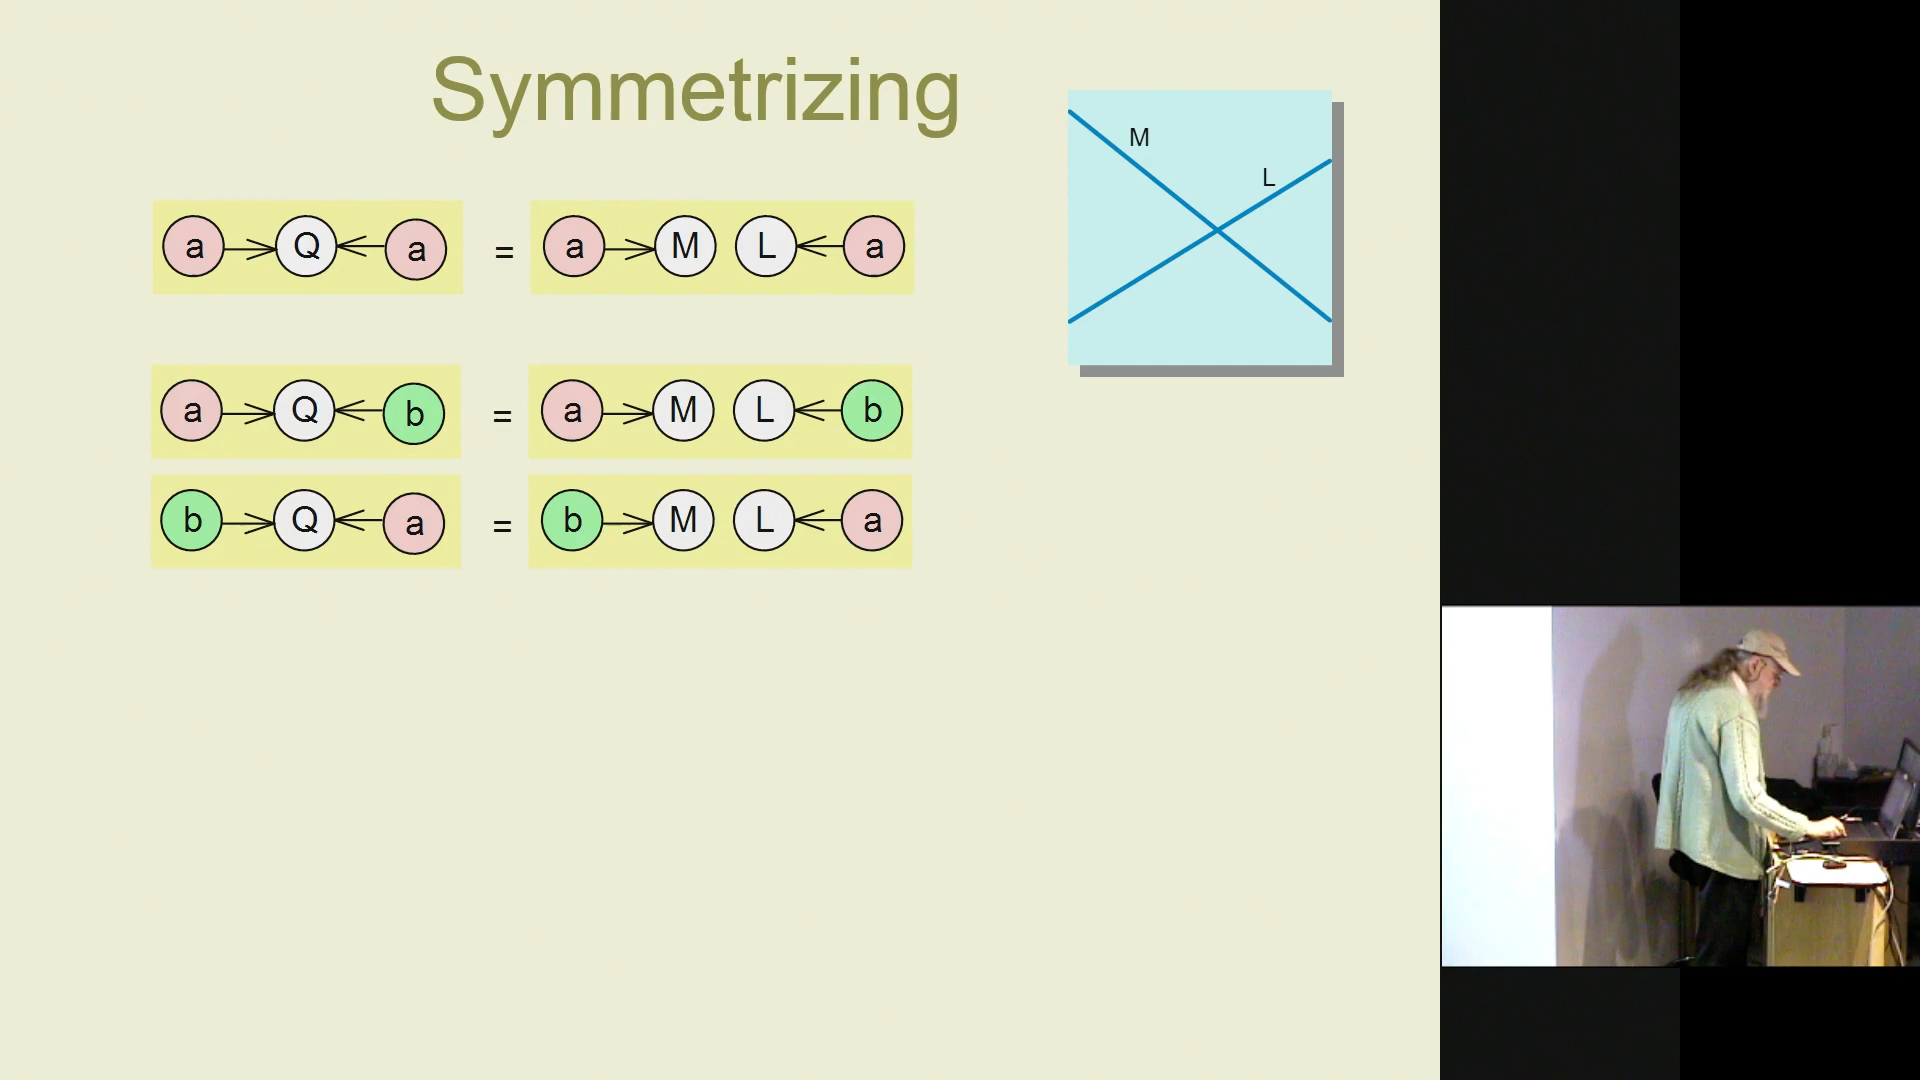 Symmetrizing
M
L
a Q a = a M L a
a Q b = a M L b
b Q a = b M L a